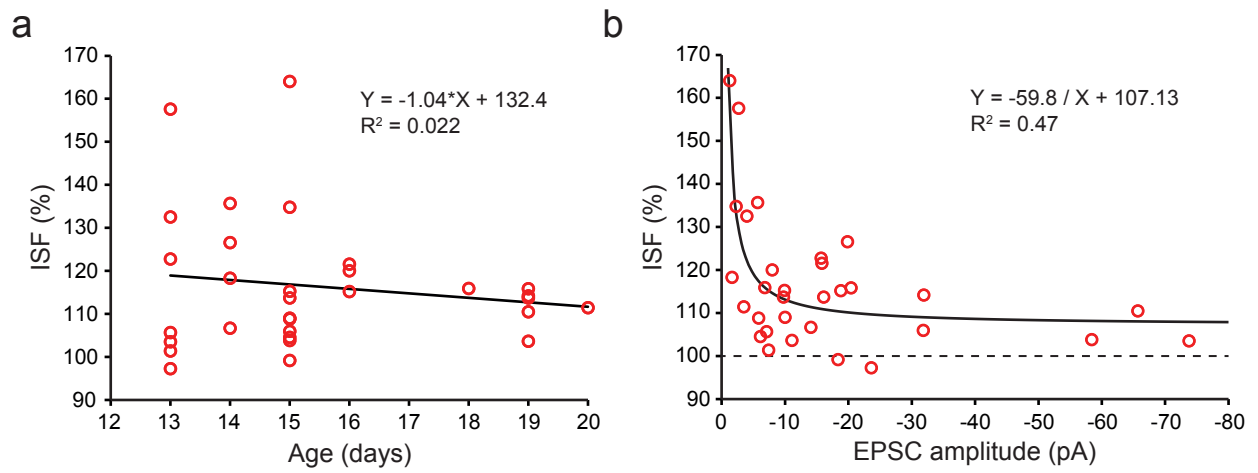 a
170
160
150
140
130
120
110
100
90
ISF (%)
Y = -1.04*X + 132.4
R² = 0.022
12 13 14 15 16 17 18 19 20
Age (days)
b
170
160
150
140
130
120
110
100
90
ISF (%)
Y = -59.8 / X + 107.13
R² = 0.47
0 -10 -20 -30 -40 -50 -60 -70 -80
EPSC amplitude (pA)